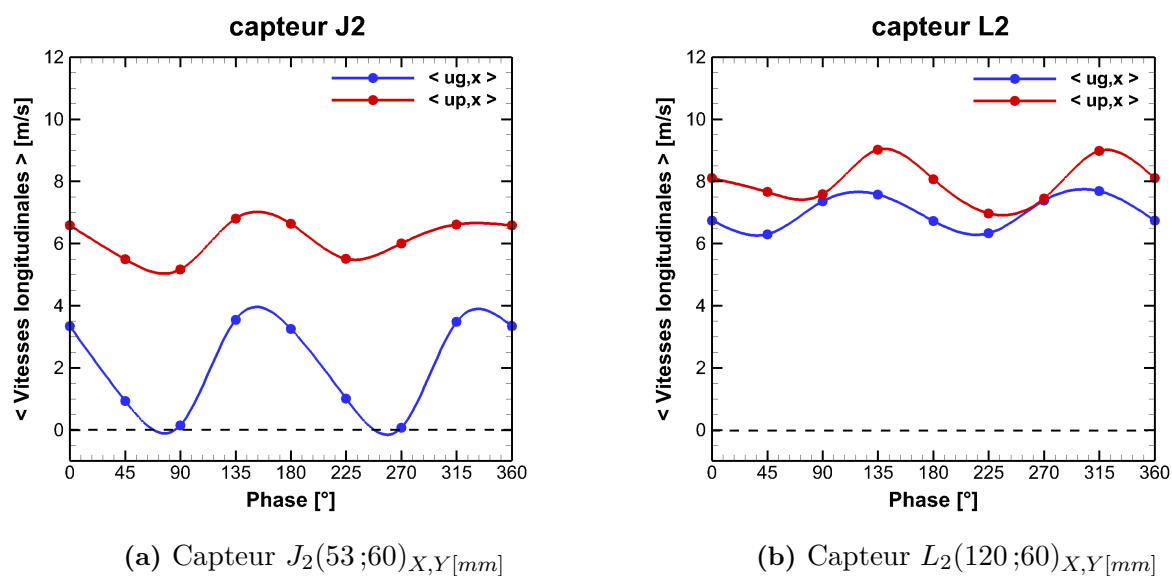 capteur J2
12
10
8
6
4
2
0
< Vitesses longitudinales > [m/s]
< ug,x >
< up,x >
0 45 90 135 180 225 270 315 360
Phase [°]
(a) Capteur J2(53 ;60)X,Y[mm]
capteur L2
12
10
8
6
4
2
0
< Vitesses longitudinales > [m/s]
< ug,x >
< up,x >
0 45 90 135 180 225 270 315 360
Phase [°]
(b) Capteur L2(120 ;60)X,Y[mm]